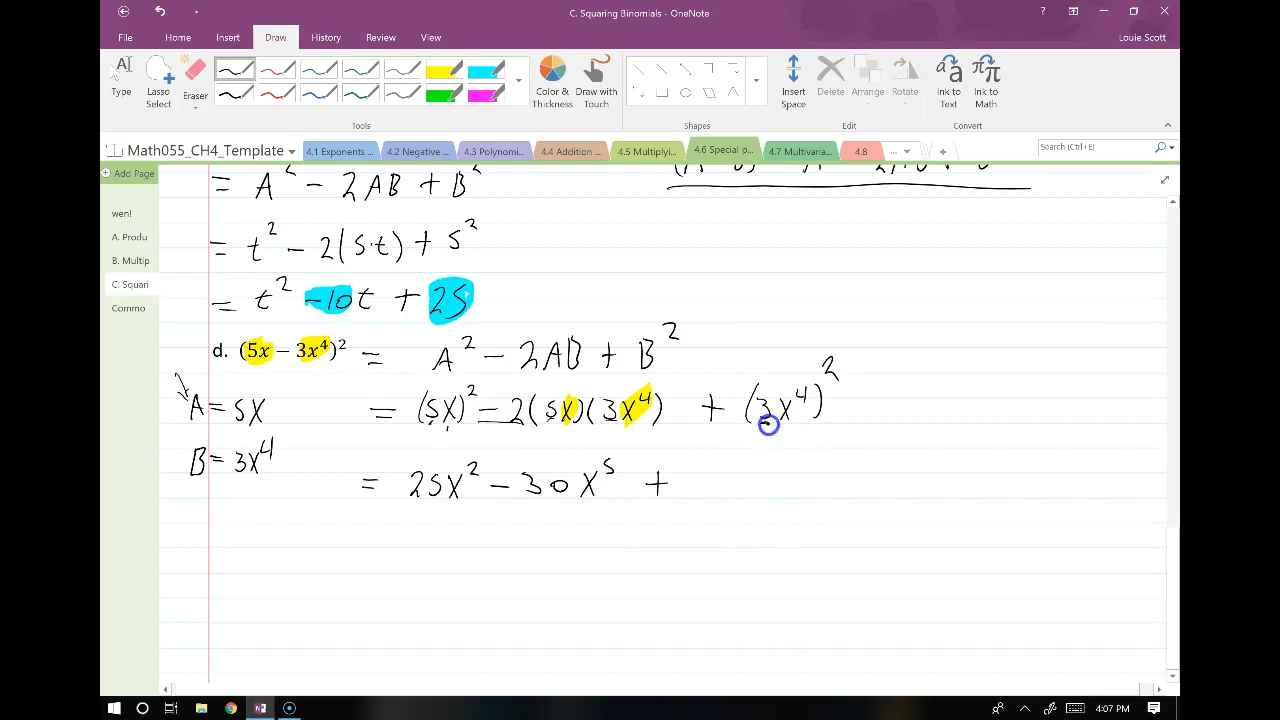 C. Squaring Binomials - OneNote
File Home Insert Draw History Review View Louie Scott
Type Lasso Select Eraser Color & Thickness Draw with Touch Insert Space Delete Arrange Rotate Ink to Text Ink to Math
Tools Shapes Edit Convert
Math055_CH4_Template 4.1 Exponents ... 4.2 Negative ... 4.3 Polynomi... 4.4 Addition ... 4.5 Multiplyi... 4.6 Special p... 4.7 Multivaria... 4.8 ... Search (Ctrl+E)
Add Page
wen!
A. Produ
B. Multip
C. Squari
Commo
= A² − 2AB + B²
= t² − 2(5·t) + 5²
= t² −10t + 25
d. (5x − 3x⁴)² = A² − 2AB + B²
A = 5X = (5X)² − 2(5X)(3X⁴) + (3X⁴)²
B = 3X⁴ = 25X² − 30X⁵ +
4:07 PM